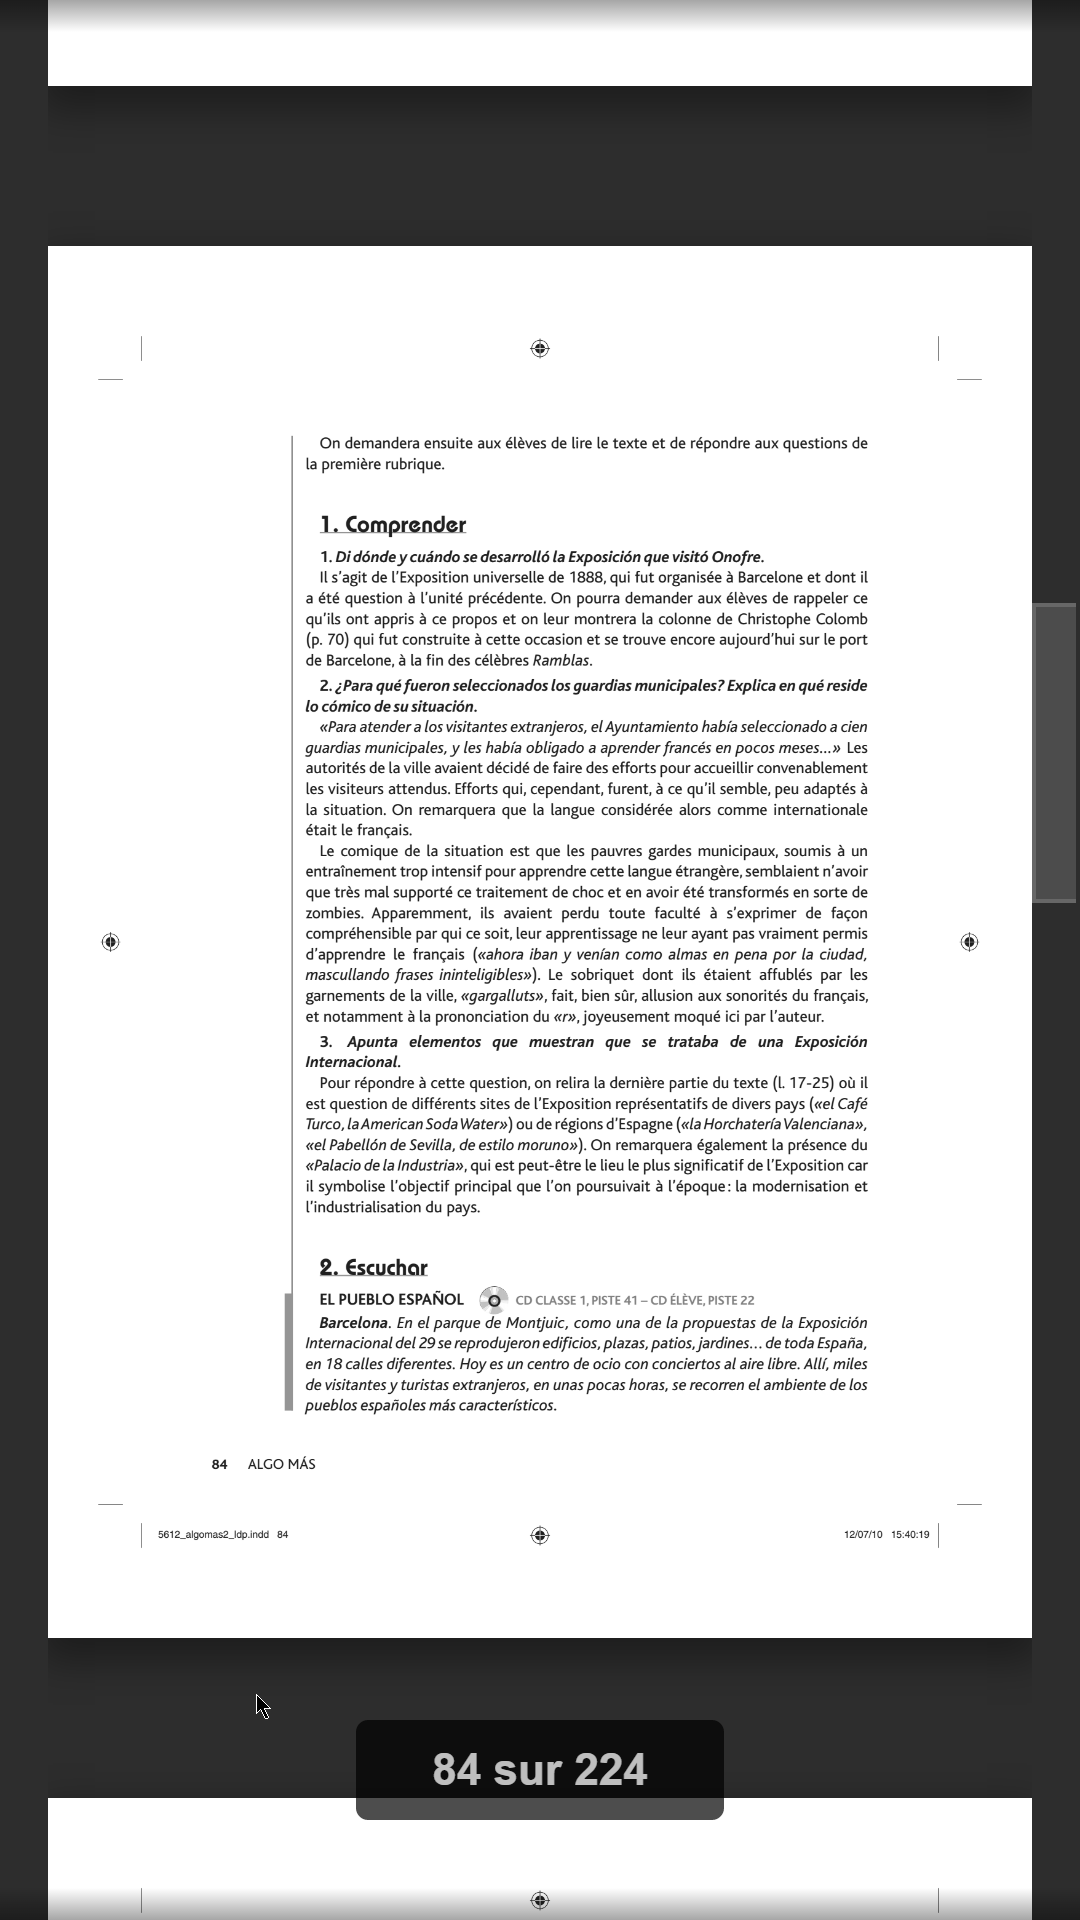 On demandera ensuite aux élèves de lire le texte et de répondre aux questions de
la première rubrique.
1. Comprender
1. Di dónde y cuándo se desarrolló la Exposición que visitó Onofre.
Il s'agit de l'Exposition universelle de 1888, qui fut organisée à Barcelone et dont il
a été question à l'unité précédente. On pourra demander aux élèves de rappeler ce
qu'ils ont appris à ce propos et on leur montrera la colonne de Christophe Colomb
(p. 70) qui fut construite à cette occasion et se trouve encore aujourd'hui sur le port
de Barcelone, à la fin des célèbres Ramblas.
2. ¿Para qué fueron seleccionados los guardias municipales? Explica en qué reside
lo cómico de su situación.
«Para atender a los visitantes extranjeros, el Ayuntamiento había seleccionado a cien
guardias municipales, y les había obligado a aprender francés en pocos meses...» Les
autorités de la ville avaient décidé de faire des efforts pour accueillir convenablement
les visiteurs attendus. Efforts qui, cependant, furent, à ce qu'il semble, peu adaptés à
la situation. On remarquera que la langue considérée alors comme internationale
était le français.
Le comique de la situation est que les pauvres gardes municipaux, soumis à un
entraînement trop intensif pour apprendre cette langue étrangère, semblaient n'avoir
que très mal supporté ce traitement de choc et en avoir été transformés en sorte de
zombies. Apparemment, ils avaient perdu toute faculté à s'exprimer de façon
compréhensible par qui ce soit, leur apprentissage ne leur ayant pas vraiment permis
d'apprendre le français («ahora iban y venían como almas en pena por la ciudad,
mascullando frases ininteligibles»). Le sobriquet dont ils étaient affublés par les
garnements de la ville, «gargalluts», fait, bien sûr, allusion aux sonorités du français,
et notamment à la prononciation du «r», joyeusement moqué ici par l'auteur.
3. Apunta elementos que muestran que se trataba de una Exposición
Internacional.
Pour répondre à cette question, on relira la dernière partie du texte (l. 17-25) où il
est question de différents sites de l'Exposition représentatifs de divers pays («el Café
Turco, la American Soda Water») ou de régions d'Espagne («la Horchatería Valenciana»,
«el Pabellón de Sevilla, de estilo moruno»). On remarquera également la présence du
«Palacio de la Industria», qui est peut-être le lieu le plus significatif de l'Exposition car
il symbolise l'objectif principal que l'on poursuivait à l'époque : la modernisation et
l'industrialisation du pays.
2. Escuchar
EL PUEBLO ESPAÑOL CD CLASSE 1, PISTE 41 – CD ÉLÈVE, PISTE 22
Barcelona. En el parque de Montjuic, como una de la propuestas de la Exposición
Internacional del 29 se reprodujeron edificios, plazas, patios, jardines... de toda España,
en 18 calles diferentes. Hoy es un centro de ocio con conciertos al aire libre. Allí, miles
de visitantes y turistas extranjeros, en unas pocas horas, se recorren el ambiente de los
pueblos españoles más característicos.
84 ALGO MÁS
5612_algomas2_ldp.indd 84 12/07/10 15:40:19
84 sur 224